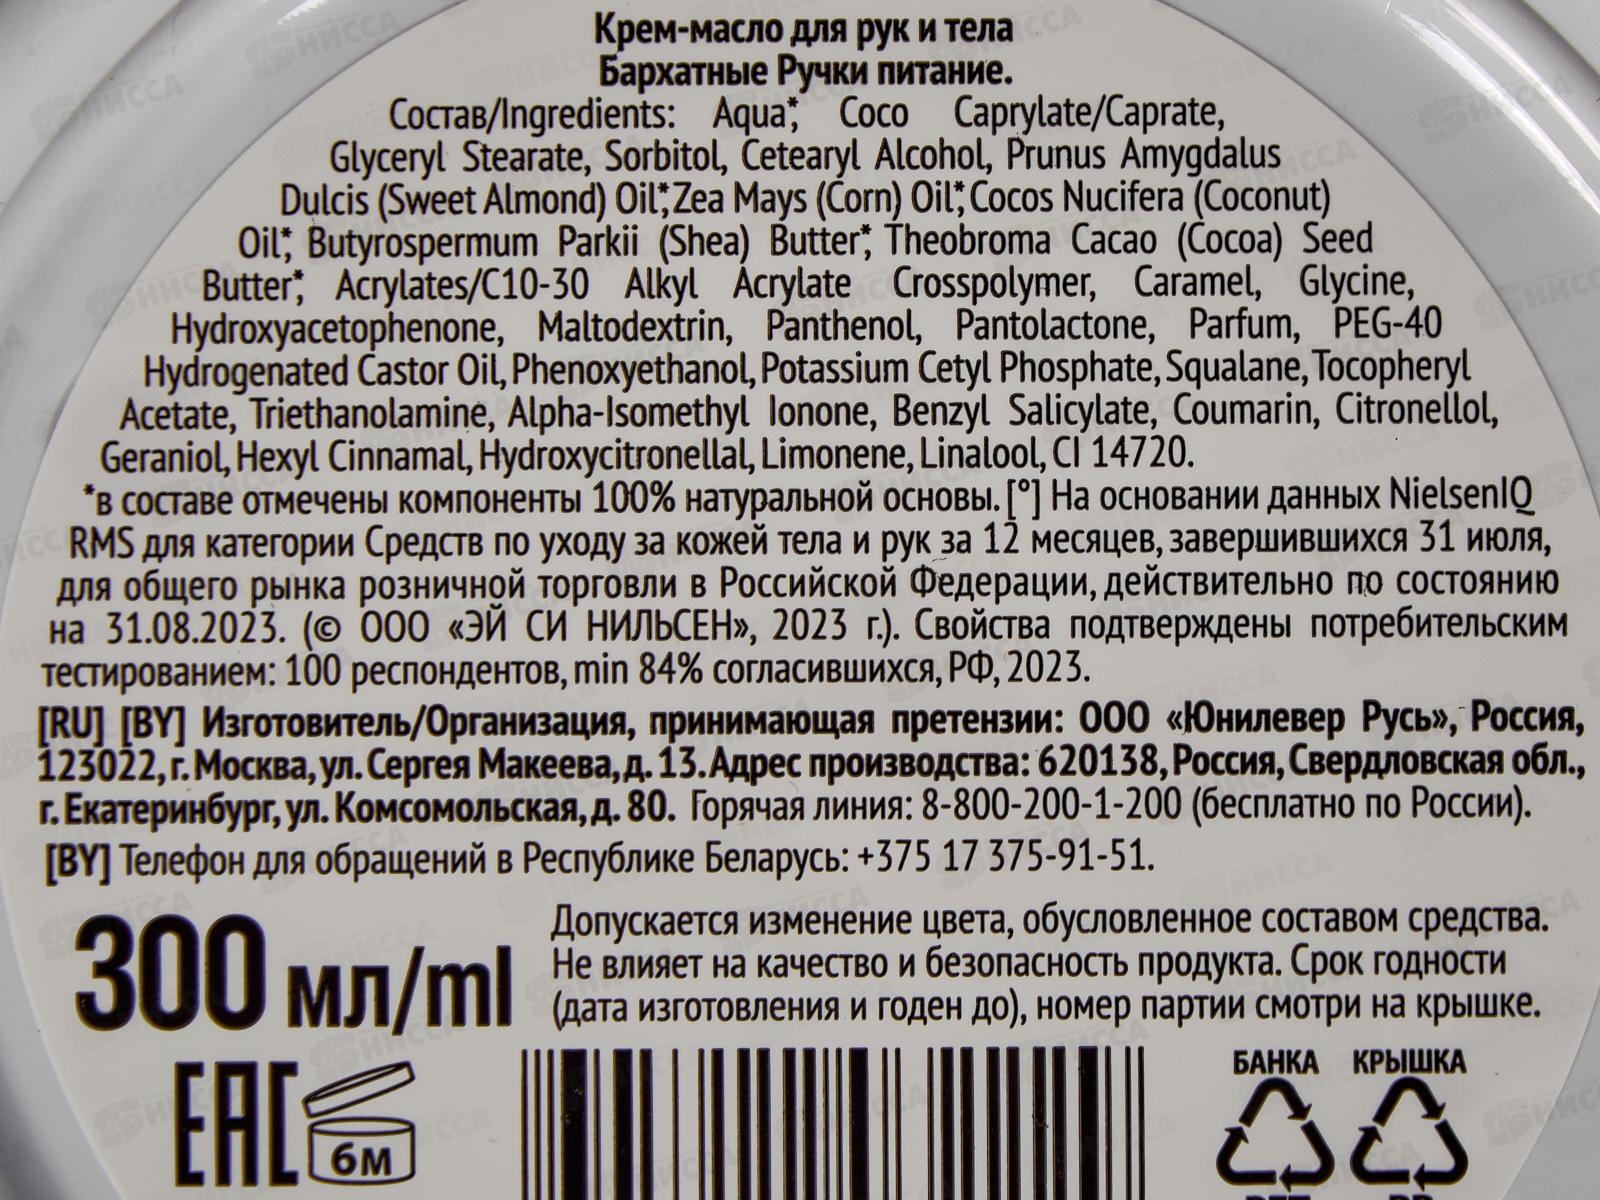 Крем-масло для рук и тела
Бархатные Ручки питание.
Состав/Ingredients: Aqua*, Coco Caprylate/Caprate,
Glyceryl Stearate, Sorbitol, Cetearyl Alcohol, Prunus Amygdalus
Dulcis (Sweet Almond) Oil*, Zea Mays (Corn) Oil*, Cocos Nucifera (Coconut)
Oil*, Butyrospermum Parkii (Shea) Butter*, Theobroma Cacao (Cocoa) Seed
Butter*, Acrylates/C10-30 Alkyl Acrylate Crosspolymer, Caramel, Glycine,
Hydroxyacetophenone, Maltodextrin, Panthenol, Pantolactone, Parfum, PEG-40
Hydrogenated Castor Oil, Phenoxyethanol, Potassium Cetyl Phosphate, Squalane, Tocopheryl
Acetate, Triethanolamine, Alpha-Isomethyl Ionone, Benzyl Salicylate, Coumarin, Citronellol,
Geraniol, Hexyl Cinnamal, Hydroxycitronellal, Limonene, Linalool, CI 14720.
*в составе отмечены компоненты 100% натуральной основы. [°] На основании данных NielsenIQ
RMS для категории Средств по уходу за кожей тела и рук за 12 месяцев, завершившихся 31 июля,
для общего рынка розничной торговли в Российской Федерации, действительно по состоянию
на 31.08.2023. (© ООО «ЭЙ СИ НИЛЬСЕН», 2023 г.). Свойства подтверждены потребительским
тестированием: 100 респондентов, min 84% согласившихся, РФ, 2023.
[RU] [BY] Изготовитель/Организация, принимающая претензии: ООО «Юнилевер Русь», Россия,
123022, г. Москва, ул. Сергея Макеева, д. 13. Адрес производства: 620138, Россия, Свердловская обл.,
г. Екатеринбург, ул. Комсомольская, д. 80. Горячая линия: 8-800-200-1-200 (бесплатно по России).
[BY] Телефон для обращений в Республике Беларусь: +375 17 375-91-51.
300 мл/ml
Допускается изменение цвета, обусловленное составом средства.
Не влияет на качество и безопасность продукта. Срок годности
(дата изготовления и годен до), номер партии смотри на крышке.
EAC
6М
БАНКА КРЫШКА